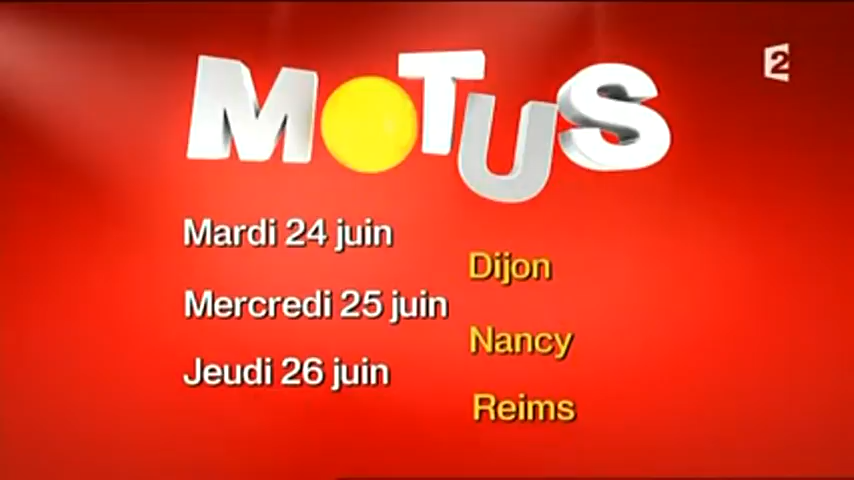 MOTUS
2
Mardi 24 juin
Dijon
Mercredi 25 juin
Nancy
Jeudi 26 juin
Reims